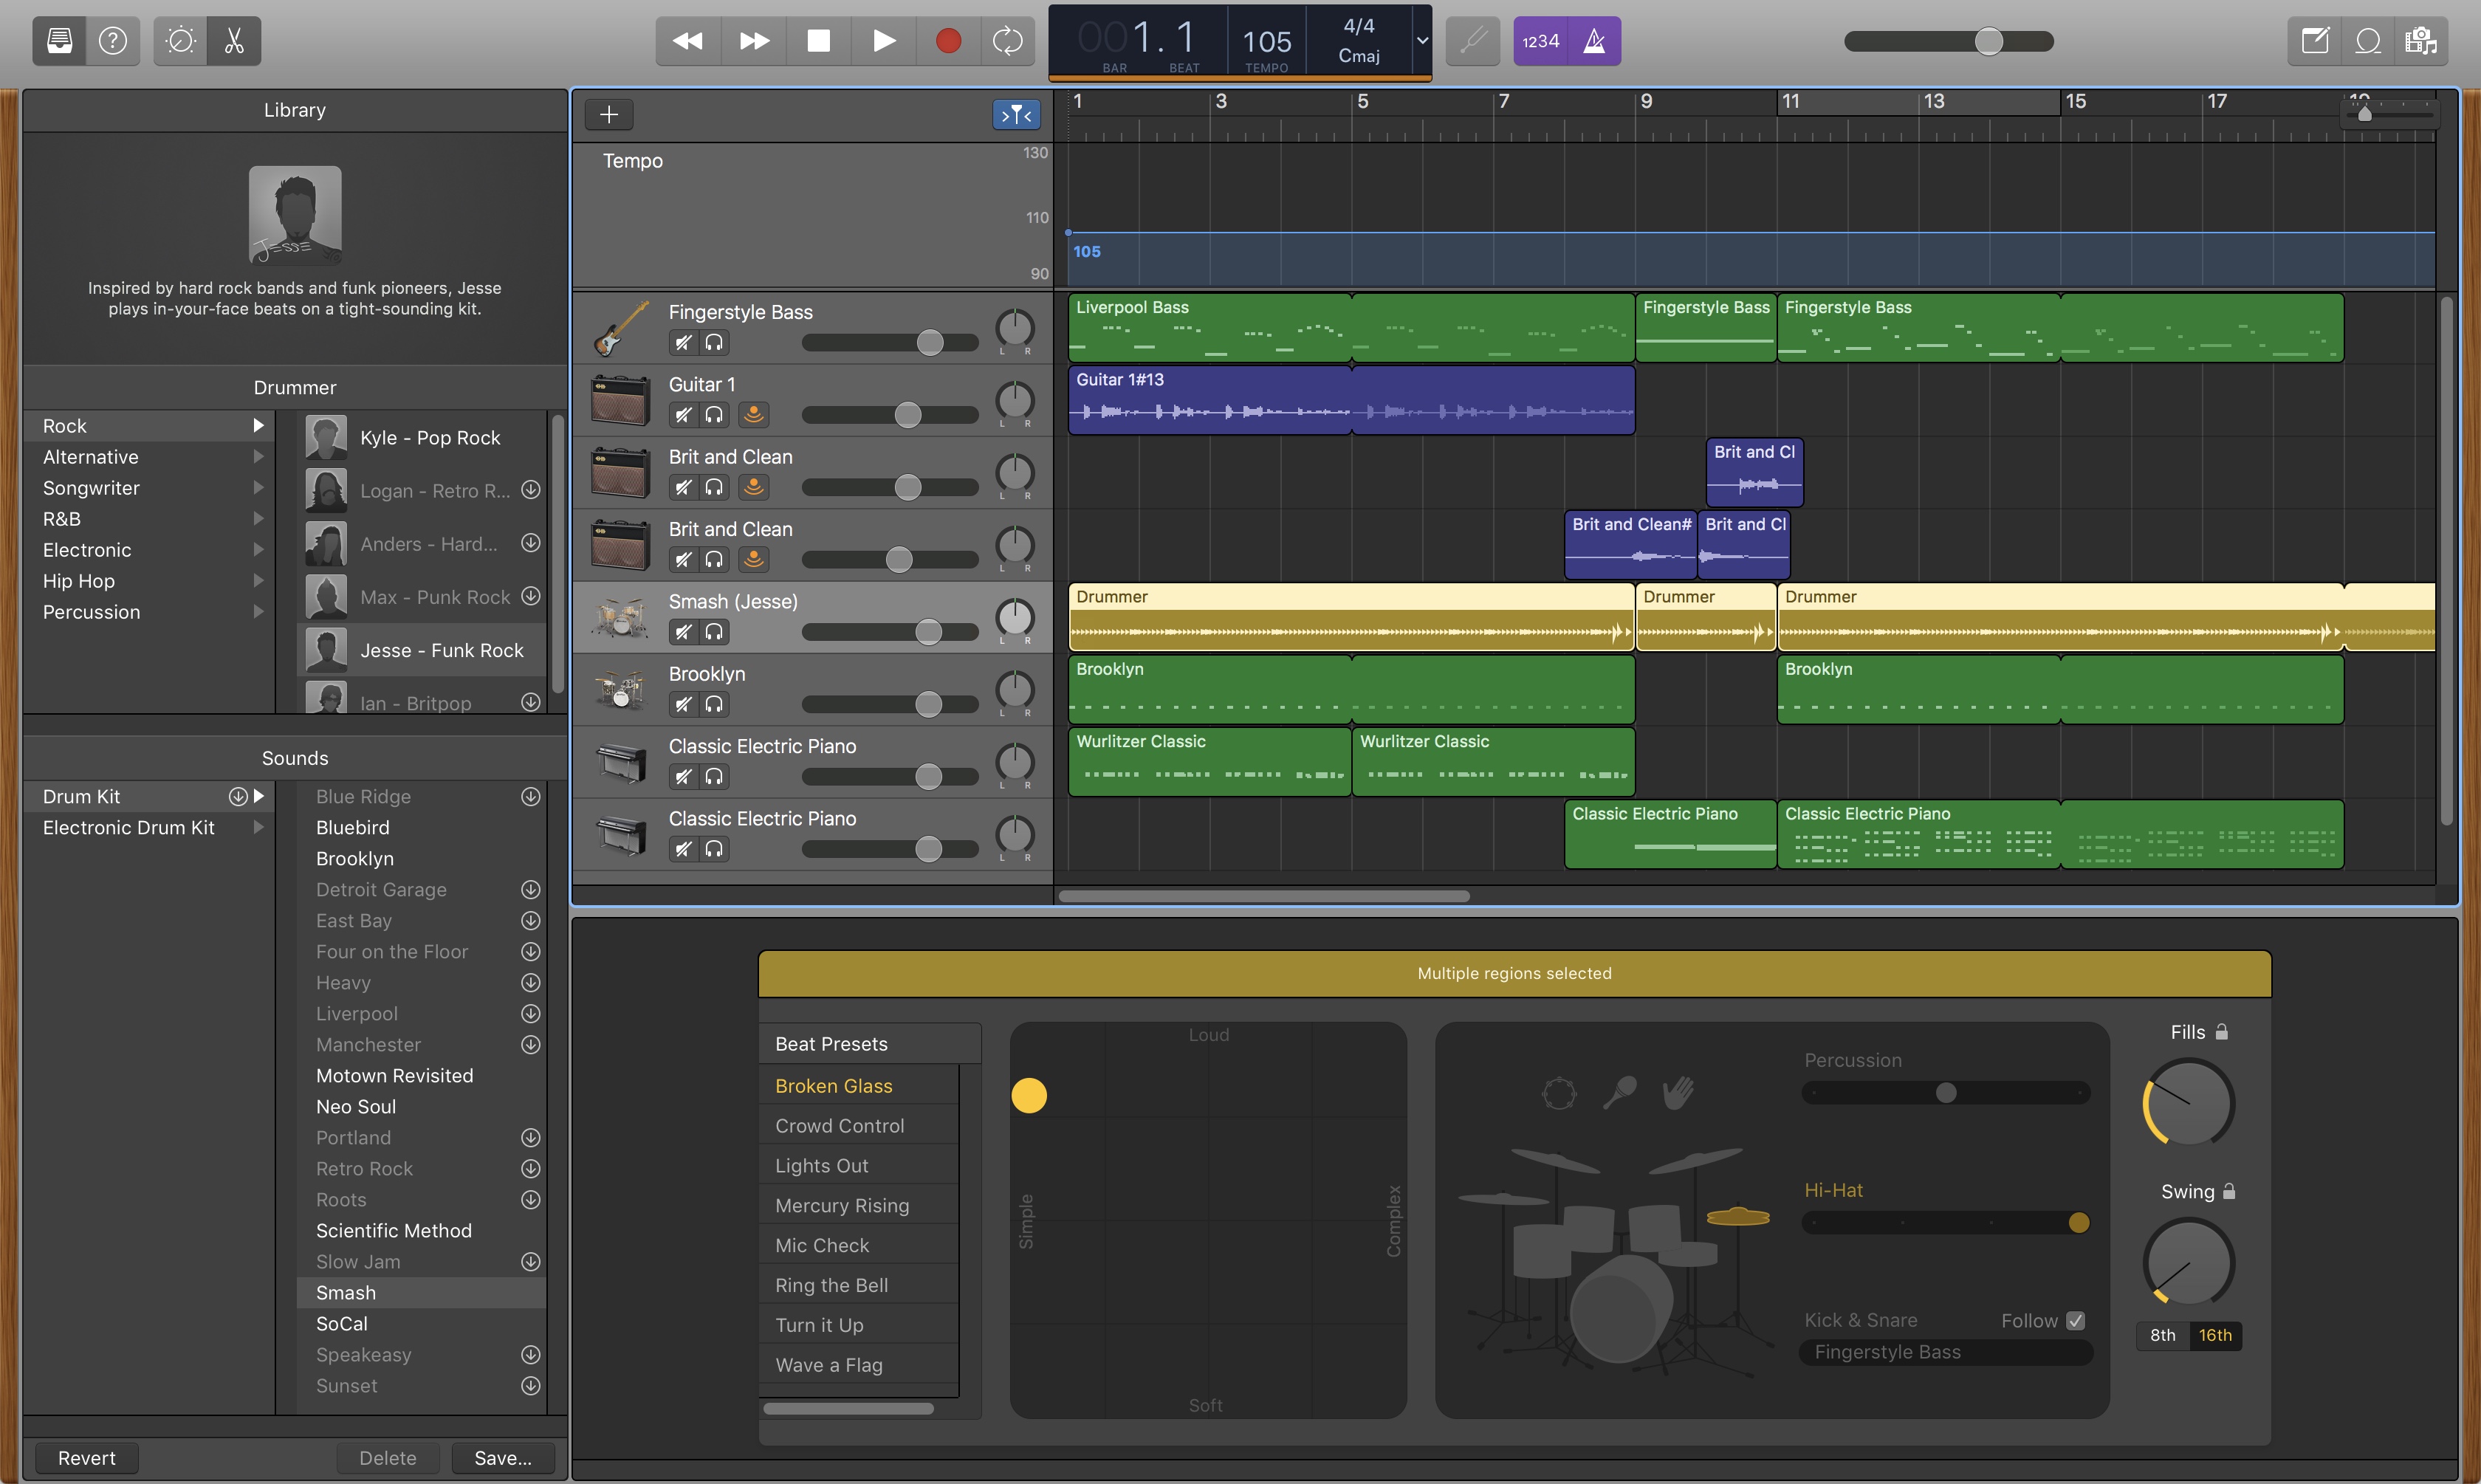 001. 1
BAR
BEAT
105
TEMPO
4/4
Cmaj
1234
Library
Jesse
Inspired by hard rock bands and funk pioneers, Jesse
plays in-your-face beats on a tight-sounding kit.
Drummer
Rock
Alternative
Songwriter
R&B
Electronic
Hip Hop
Percussion
Kyle - Pop Rock
Logan - Retro R...
Anders - Hard...
Max - Punk Rock
Jesse - Funk Rock
Ian - Britpop
Sounds
Drum Kit
Electronic Drum Kit
Blue Ridge
Bluebird
Brooklyn
Detroit Garage
East Bay
Four on the Floor
Heavy
Liverpool
Manchester
Motown Revisited
Neo Soul
Portland
Retro Rock
Roots
Scientific Method
Slow Jam
Smash
SoCal
Speakeasy
Sunset
Revert
Delete
Save...
1 3 5 7 9 11 13 15 17
Tempo
130
110
90
105
Fingerstyle Bass
L R
Liverpool Bass
Fingerstyle Bass
Fingerstyle Bass
Guitar 1
L R
Guitar 1#13
Brit and Clean
L R
Brit and Cl
Brit and Clean
L R
Brit and Clean#
Brit and Cl
Smash (Jesse)
L R
Drummer
Drummer
Drummer
Brooklyn
L R
Brooklyn
Brooklyn
Classic Electric Piano
L R
Wurlitzer Classic
Wurlitzer Classic
Classic Electric Piano
L R
Classic Electric Piano
Classic Electric Piano
Multiple regions selected
Beat Presets
Broken Glass
Crowd Control
Lights Out
Mercury Rising
Mic Check
Ring the Bell
Turn it Up
Wave a Flag
Loud
Simple
Complex
Soft
Percussion
Hi-Hat
Kick & Snare
Follow
Fingerstyle Bass
Fills
Swing
8th
16th